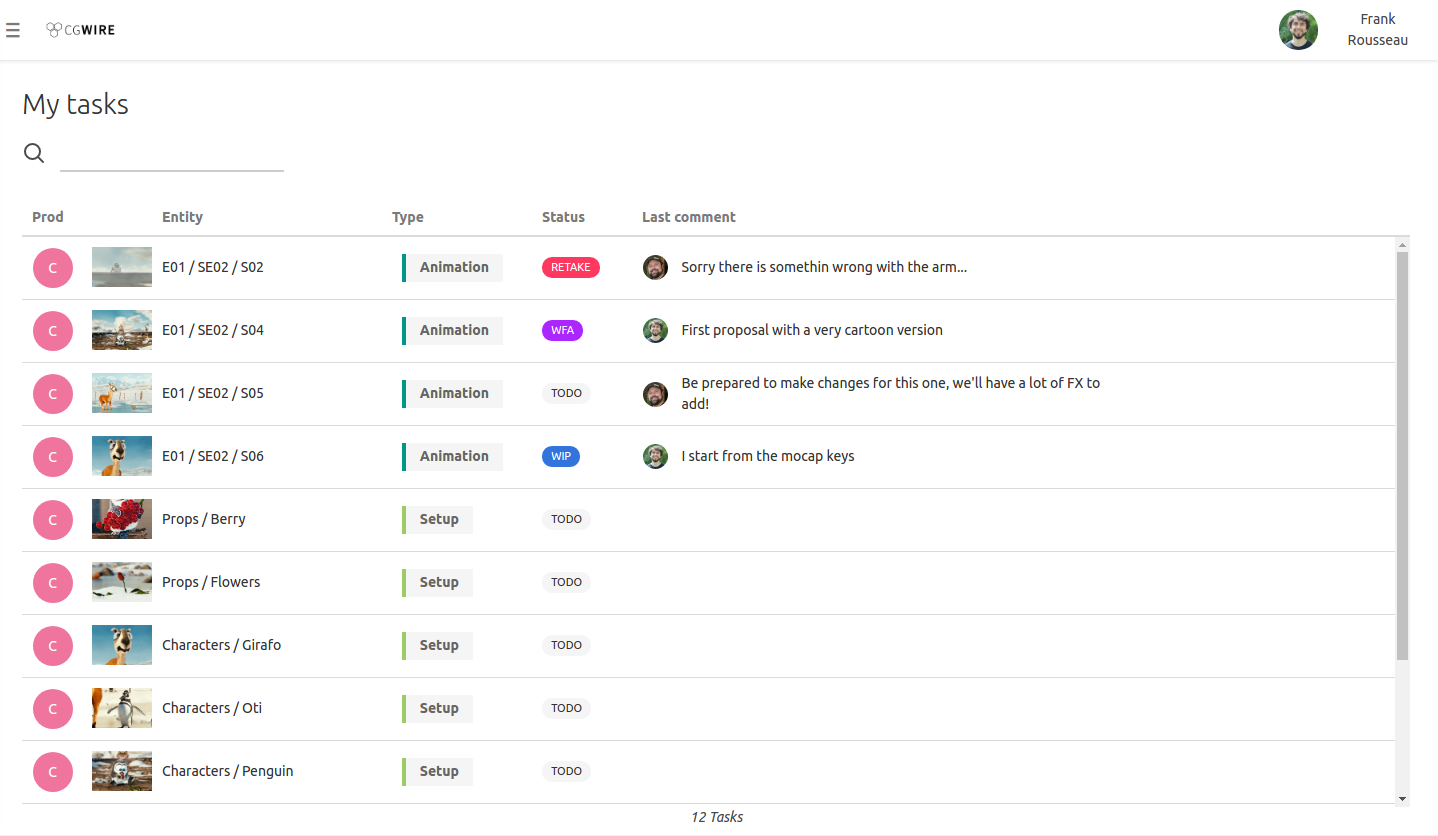 CGWIRE
Frank
Rousseau
My tasks
Prod Entity Type Status Last comment
C E01 / SE02 / S02 Animation RETAKE Sorry there is somethin wrong with the arm...
C E01 / SE02 / S04 Animation WFA First proposal with a very cartoon version
C E01 / SE02 / S05 Animation TODO Be prepared to make changes for this one, we'll have a lot of FX to
add!
C E01 / SE02 / S06 Animation WIP I start from the mocap keys
C Props / Berry Setup TODO
C Props / Flowers Setup TODO
C Characters / Girafo Setup TODO
C Characters / Oti Setup TODO
C Characters / Penguin Setup TODO
12 Tasks